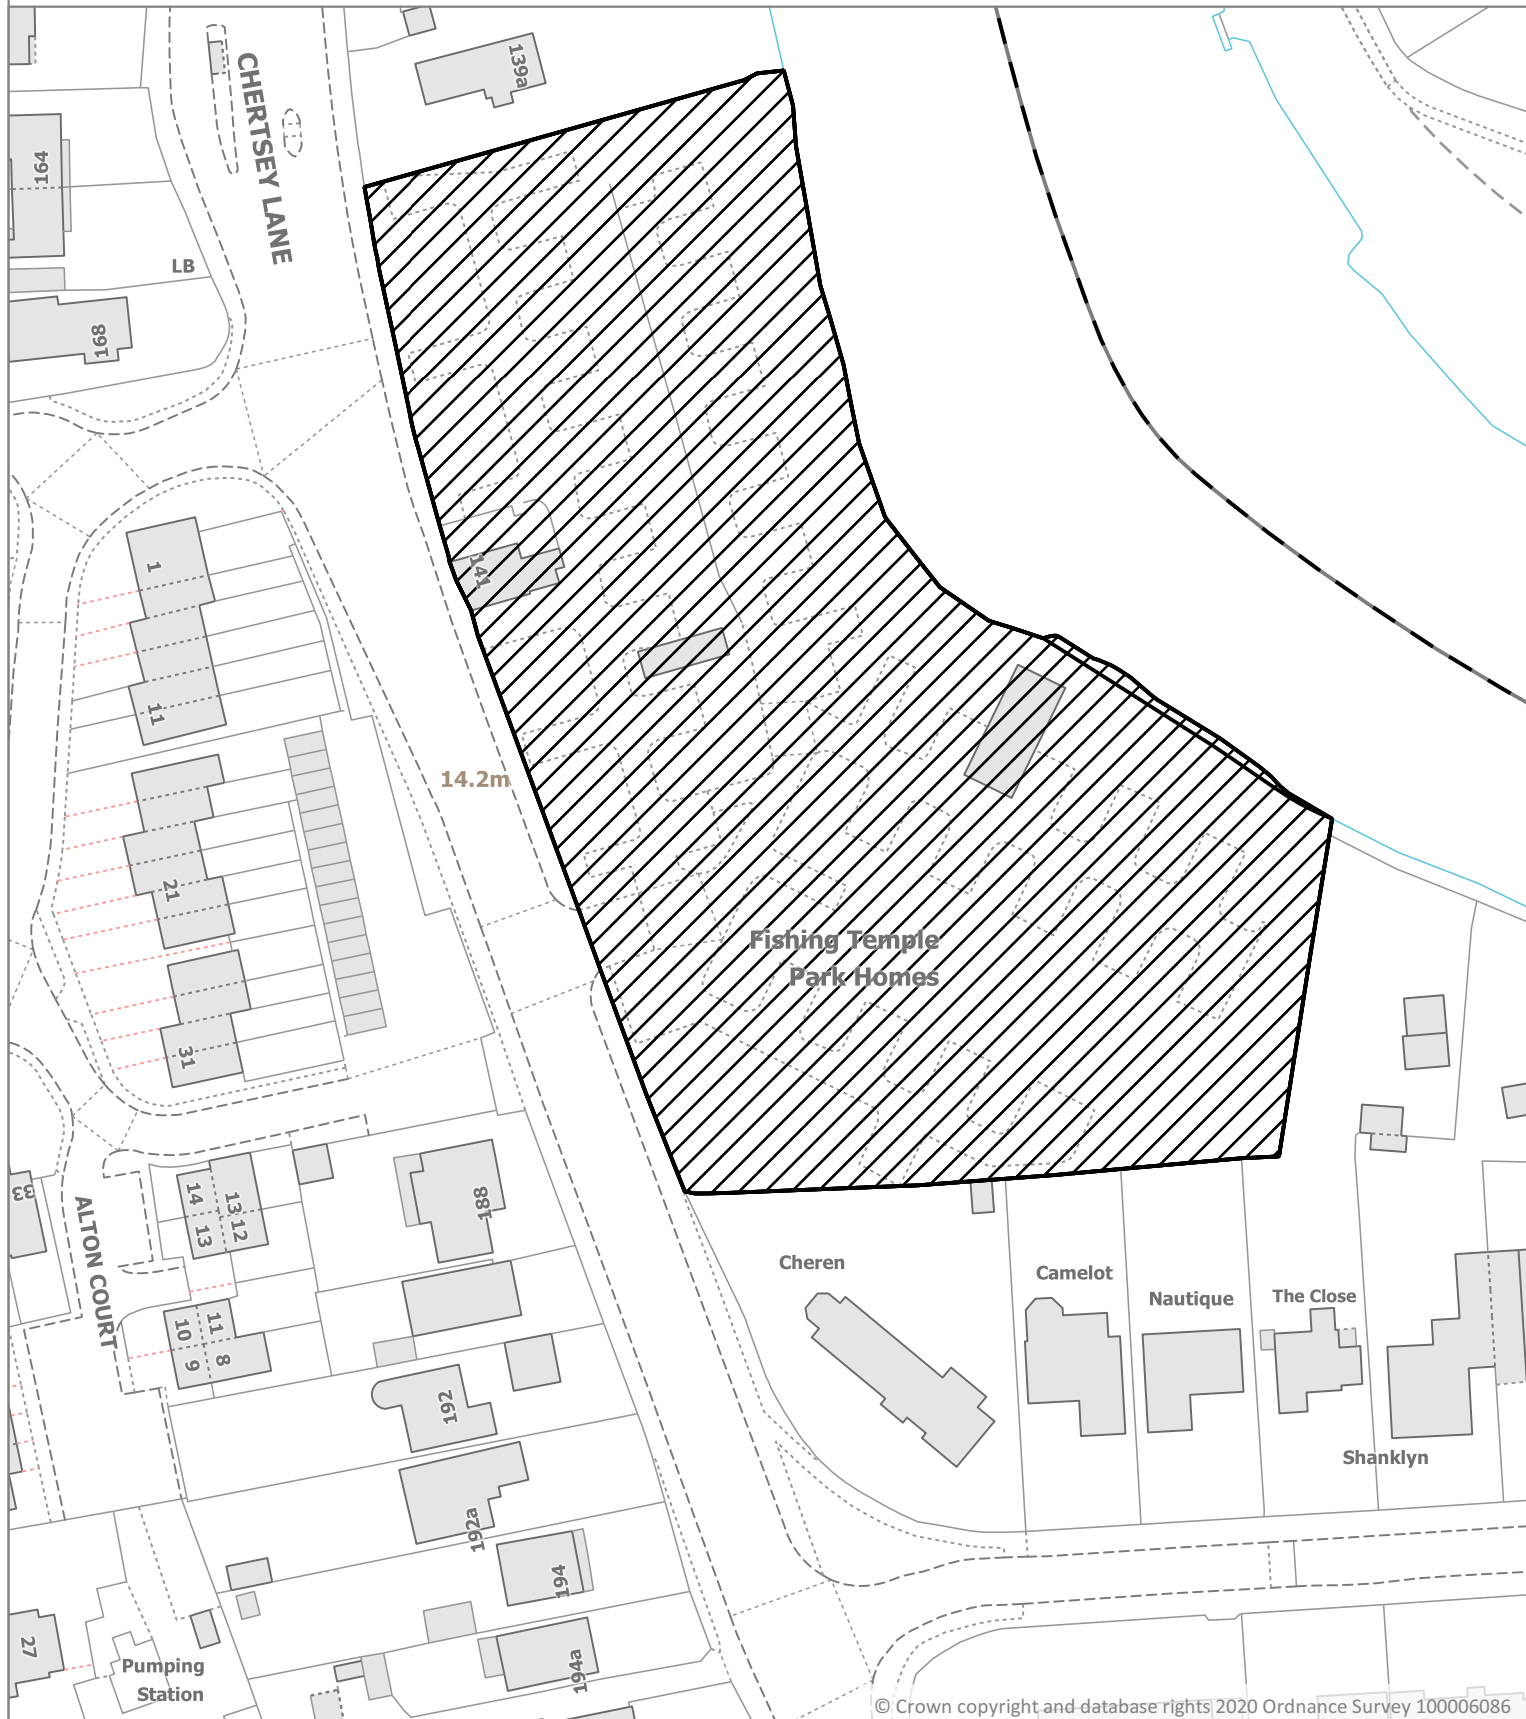 139a
CHERTSEY LANE
164
LB
168
141
1
11
14.2m
21
Fishing Temple
Park Homes
31
33
ALTON COURT
14
13
12
13
188
Cheren
Camelot
Nautique
The Close
10
11
9
8
192
Shanklyn
192a
194
27
Pumping
Station
194a
© Crown copyright and database rights 2020 Ordnance Survey 100006086